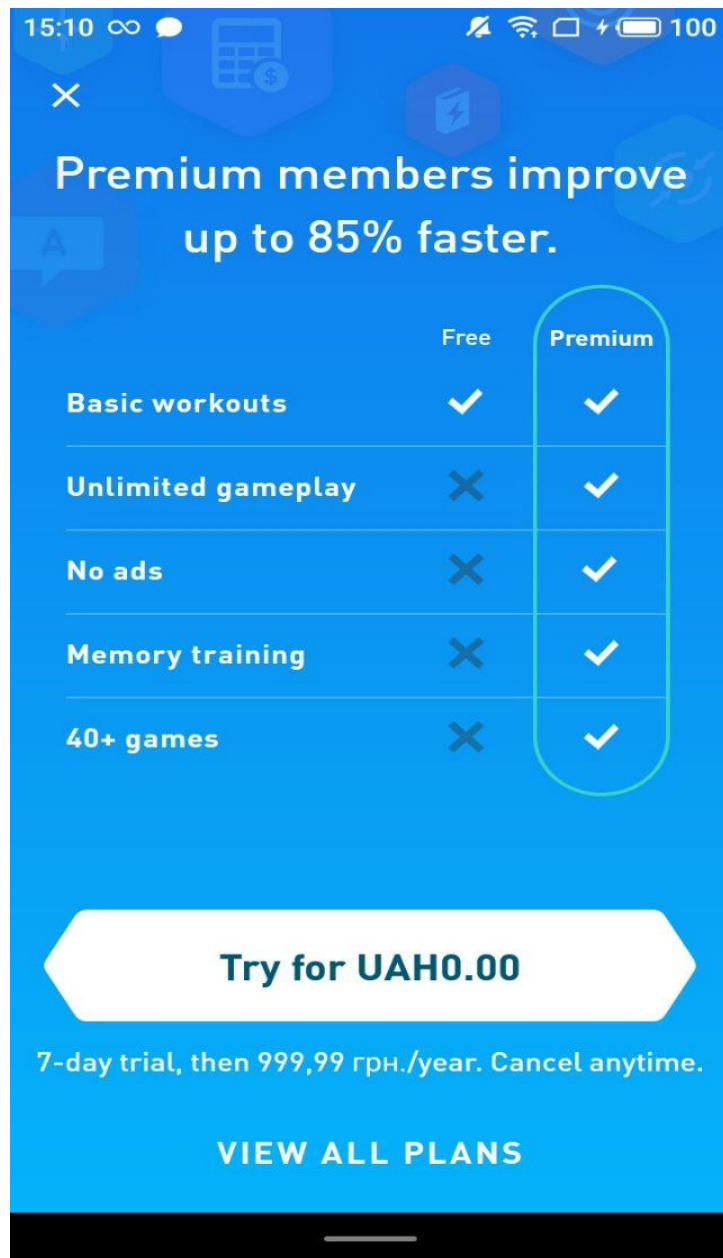 15:10 100
Premium members improve
up to 85% faster.
Free Premium
Basic workouts
Unlimited gameplay
No ads
Memory training
40+ games
Try for UAH0.00
7-day trial, then 999,99 грн./year. Cancel anytime.
VIEW ALL PLANS